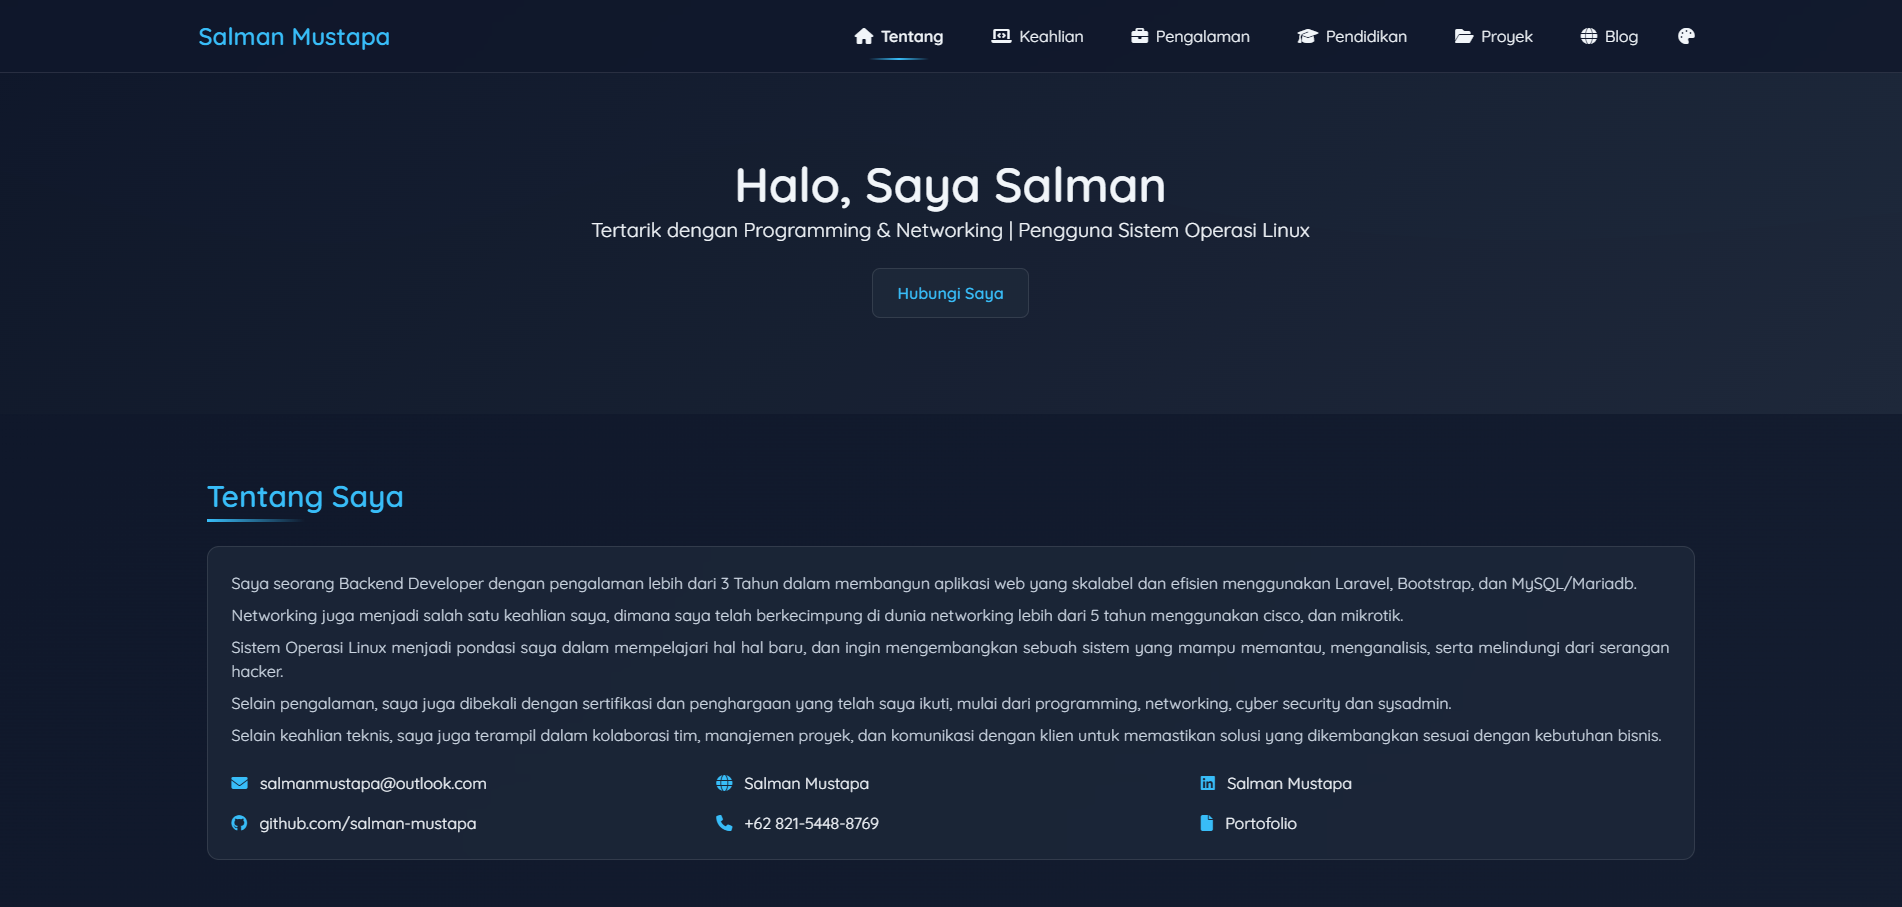 Salman Mustapa
Tentang
Keahlian
Pengalaman
Pendidikan
Proyek
Blog
Halo, Saya Salman
Tertarik dengan Programming & Networking | Pengguna Sistem Operasi Linux
Hubungi Saya
Tentang Saya
Saya seorang Backend Developer dengan pengalaman lebih dari 3 Tahun dalam membangun aplikasi web yang skalabel dan efisien menggunakan Laravel, Bootstrap, dan MySQL/Mariadb.
Networking juga menjadi salah satu keahlian saya, dimana saya telah berkecimpung di dunia networking lebih dari 5 tahun menggunakan cisco, dan mikrotik.
Sistem Operasi Linux menjadi pondasi saya dalam mempelajari hal hal baru, dan ingin mengembangkan sebuah sistem yang mampu memantau, menganalisis, serta melindungi dari serangan
hacker.
Selain pengalaman, saya juga dibekali dengan sertifikasi dan penghargaan yang telah saya ikuti, mulai dari programming, networking, cyber security dan sysadmin.
Selain keahlian teknis, saya juga terampil dalam kolaborasi tim, manajemen proyek, dan komunikasi dengan klien untuk memastikan solusi yang dikembangkan sesuai dengan kebutuhan bisnis.
salmanmustapa@outlook.com
Salman Mustapa
Salman Mustapa
github.com/salman-mustapa
+62 821-5448-8769
Portofolio